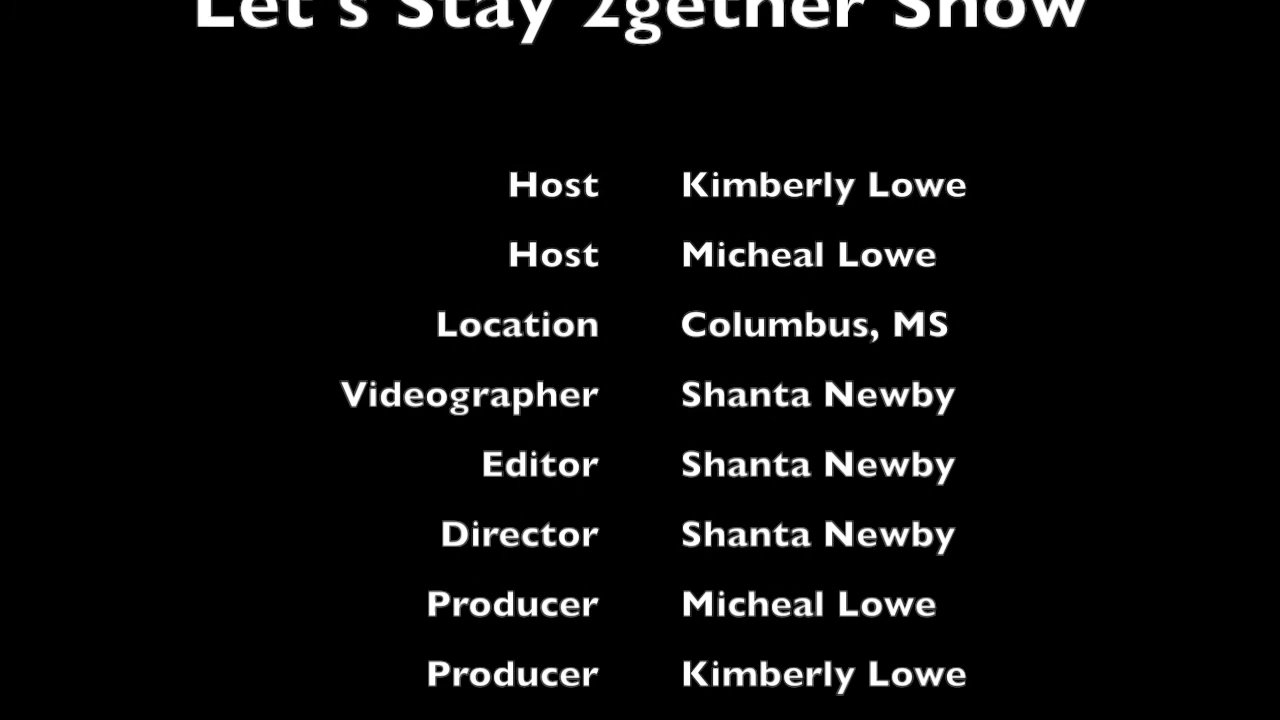 Let's Stay 2gether Show
Host Kimberly Lowe
Host Micheal Lowe
Location Columbus, MS
Videographer Shanta Newby
Editor Shanta Newby
Director Shanta Newby
Producer Micheal Lowe
Producer Kimberly Lowe